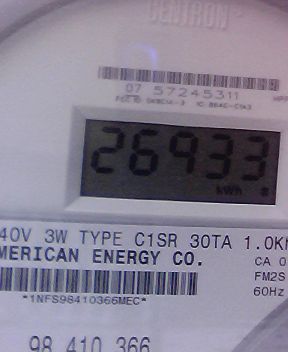 CENTRON
07 57245311
26933
kWh
40V 3W TYPE C1SR 30TA 1.0K
MERICAN ENERGY CO.
CA 0
FM2S
60Hz
*1NFS98410366MEC*
98 410 366